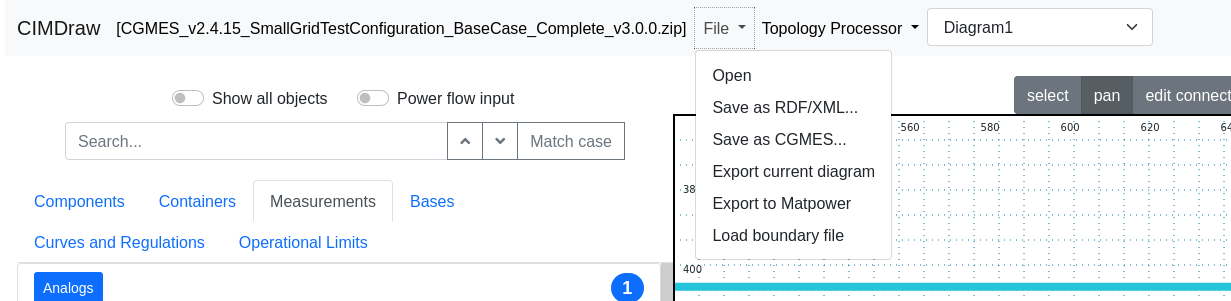 CIMDraw [CGMES_v2.4.15_SmallGridTestConfiguration_BaseCase_Complete_v3.0.0.zip] File Topology Processor Diagram1
Open
Save as RDF/XML...
Save as CGMES...
Export current diagram
Export to Matpower
Load boundary file
Show all objects Power flow input
Search... Match case
Components Containers Measurements Bases
Curves and Regulations Operational Limits
Analogs 1
select pan edit connect
560 580 600 620
400